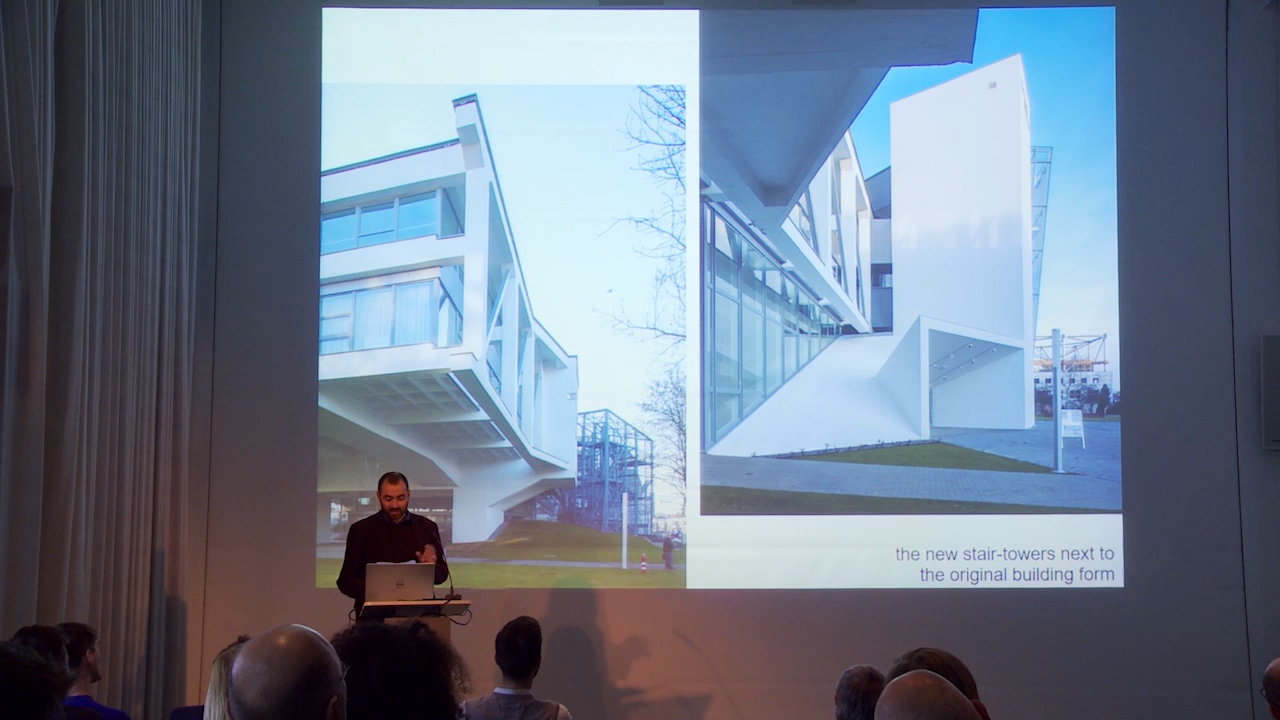 the new stair-towers next to
the original building form